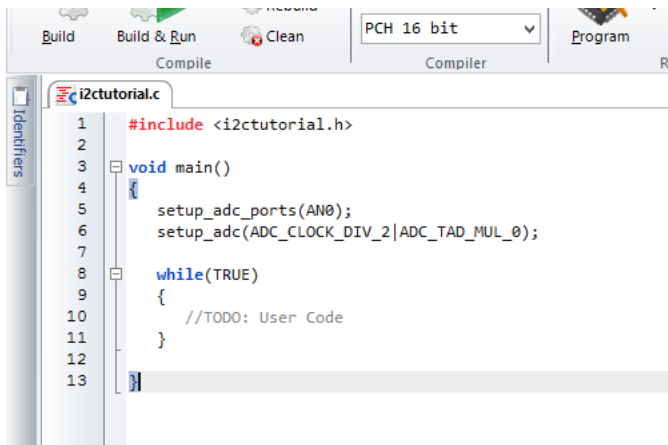 Rebuild
Build
Build & Run
Clean
PCH 16 bit
Program
Compile
Compiler
R
Identifiers
i2ctutorial.c
1 #include <i2ctutorial.h>
2
3 void main()
4 {
5 setup_adc_ports(AN0);
6 setup_adc(ADC_CLOCK_DIV_2|ADC_TAD_MUL_0);
7
8 while(TRUE)
9 {
10 //TODO: User Code
11 }
12
13 }